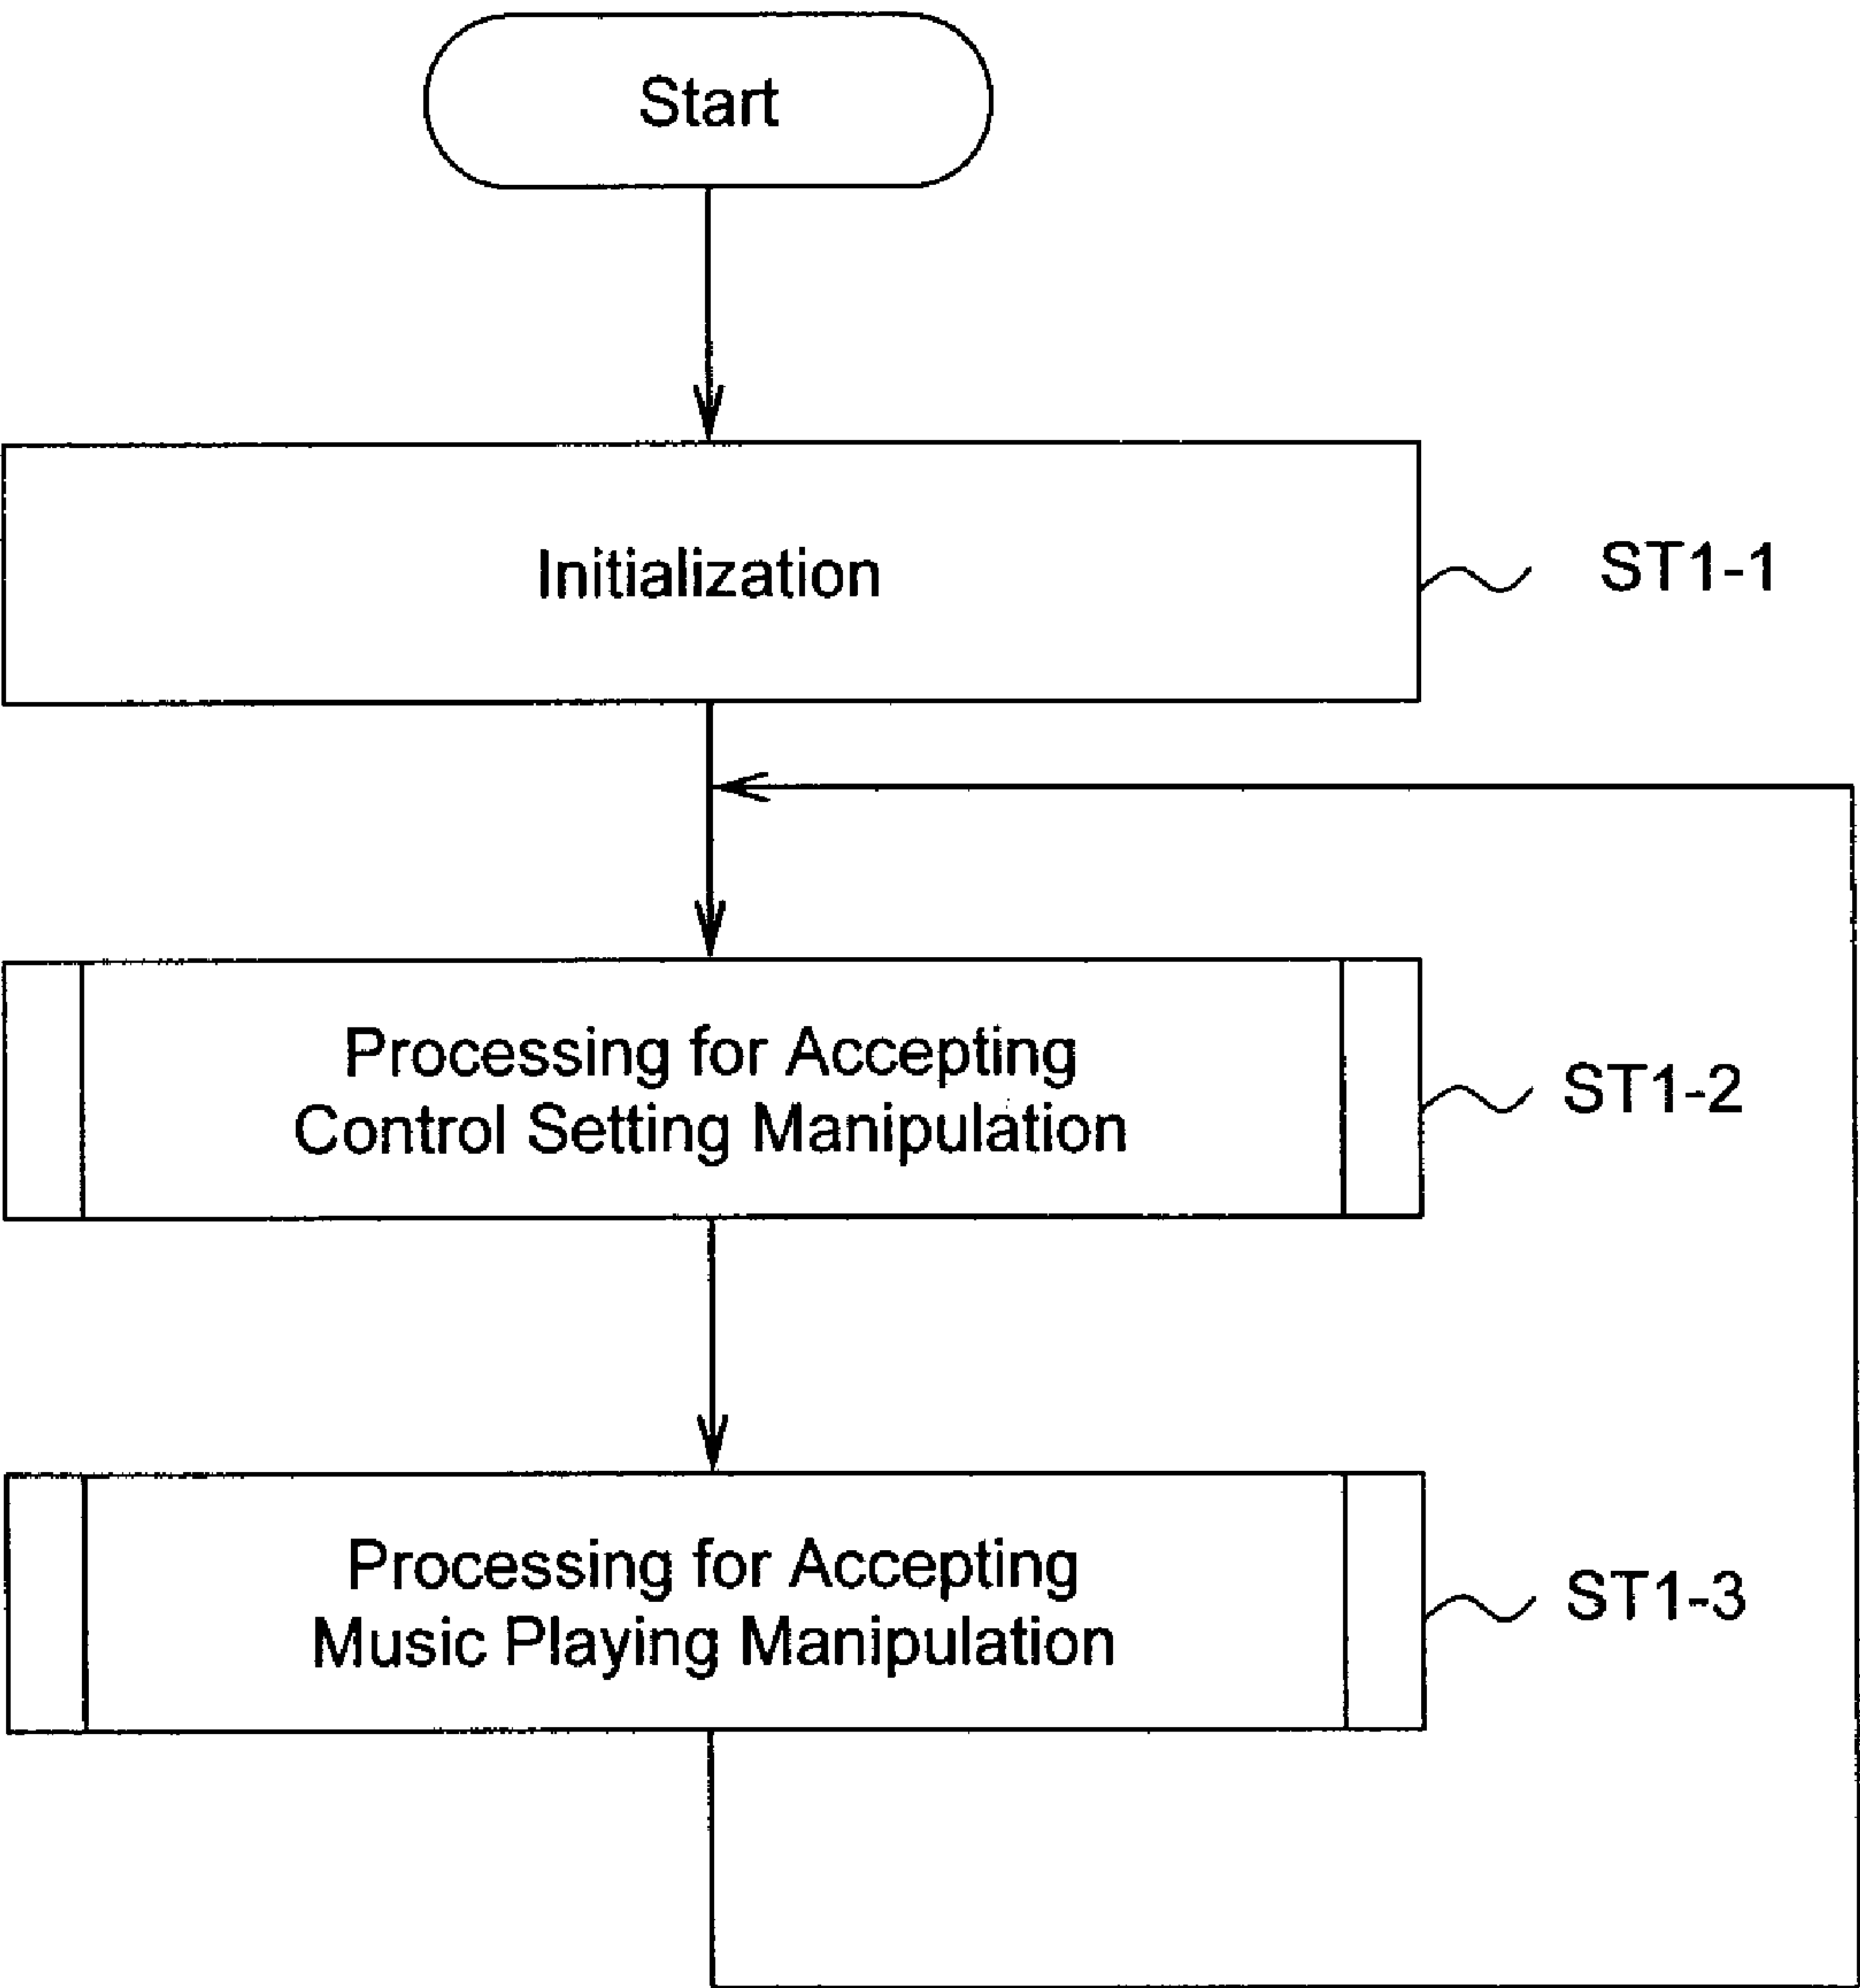 Start
Initialization
ST1-1
Processing for Accepting
Control Setting Manipulation
ST1-2
Processing for Accepting
Music Playing Manipulation
ST1-3